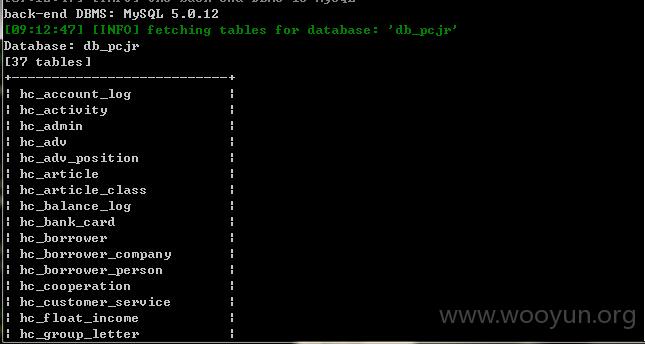 back-end DBMS: MySQL 5.0.12
[09:12:47] [INFO] fetching tables for database: 'db_pcjr'
Database: db_pcjr
[37 tables]
+---------------------------+
¦ hc_account_log ¦
¦ hc_activity ¦
¦ hc_admin ¦
¦ hc_adv ¦
¦ hc_adv_position ¦
¦ hc_article ¦
¦ hc_article_class ¦
¦ hc_balance_log ¦
¦ hc_bank_card ¦
¦ hc_borrower ¦
¦ hc_borrower_company ¦
¦ hc_borrower_person ¦
¦ hc_cooperation ¦
¦ hc_customer_service ¦
¦ hc_float_income ¦
¦ hc_group_letter ¦
www.wooyun.org